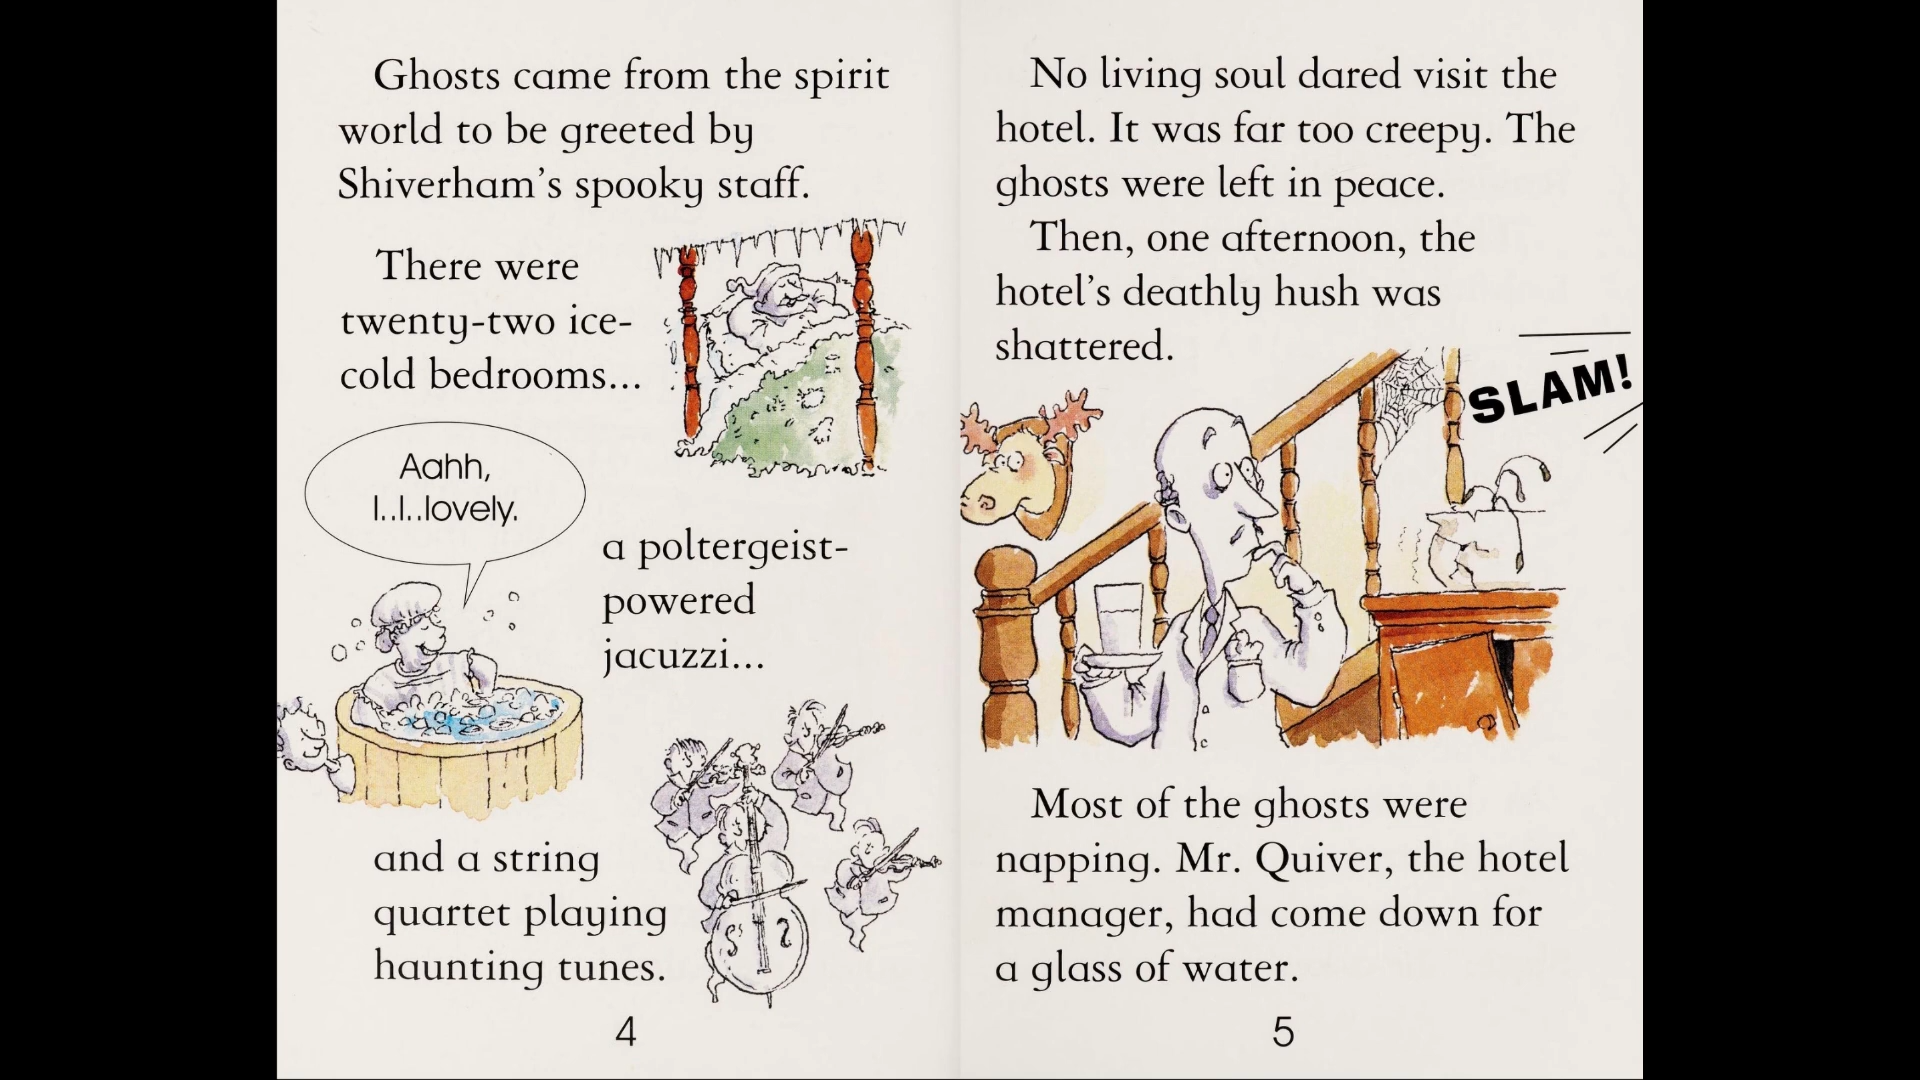 Ghosts came from the spirit
world to be greeted by
Shiverham's spooky staff.
There were
twenty-two ice-
cold bedrooms...
Aahh,
l..l..lovely.
a poltergeist-
powered
jacuzzi...
and a string
quartet playing
haunting tunes.
4
No living soul dared visit the
hotel. It was far too creepy. The
ghosts were left in peace.
Then, one afternoon, the
hotel's deathly hush was
shattered.
SLAM!
Most of the ghosts were
napping. Mr. Quiver, the hotel
manager, had come down for
a glass of water.
5